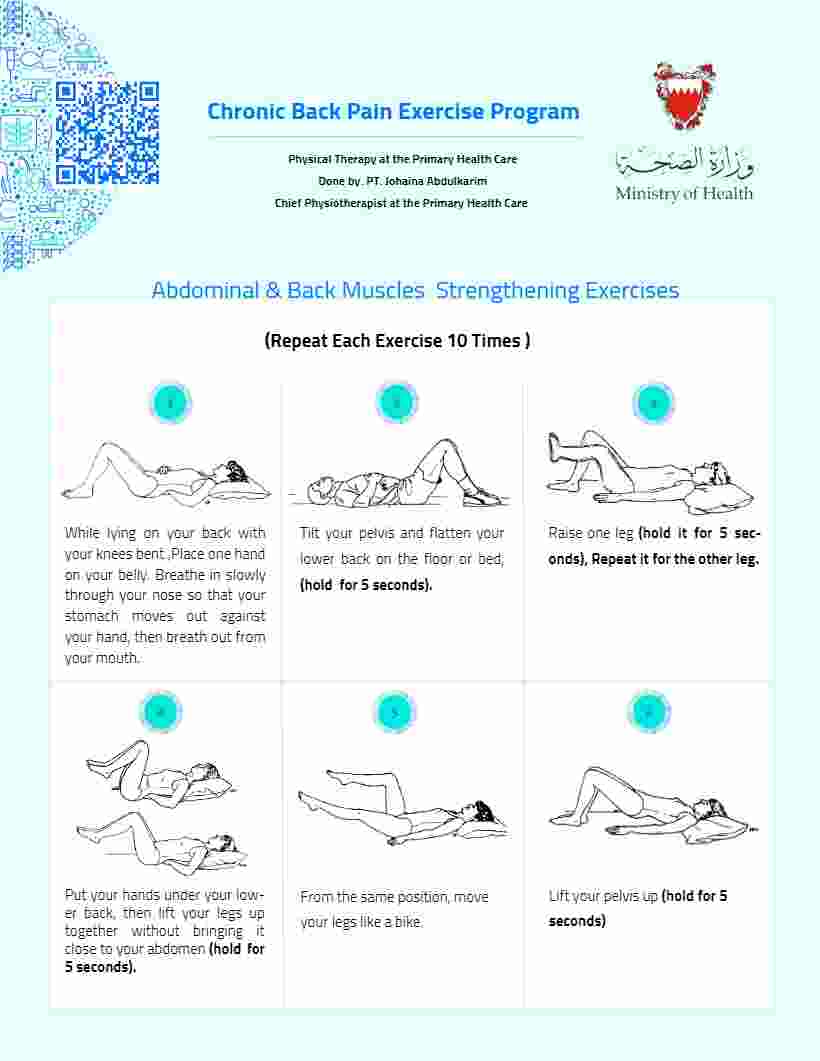 Chronic Back Pain Exercise Program
Physical Therapy at the Primary Health Care
Done by. PT. Johaina Abdulkarim
Chief Physiotherapist at the Primary Health Care
وزارة الصحة
Ministry of Health
Abdominal & Back Muscles Strengthening Exercises
(Repeat Each Exercise 10 Times )
While lying on your back with
your knees bent ,Place one hand
on your belly. Breathe in slowly
through your nose so that your
stomach moves out against
your hand, then breath out from
your mouth.
Tilt your pelvis and flatten your
lower back on the floor or bed,
(hold for 5 seconds).
Raise one leg (hold it for 5 sec-
onds), Repeat it for the other leg.
5
Put your hands under your low-
er back, then lift your legs up
together without bringing it
close to your abdomen (hold for
5 seconds).
From the same position, move
your legs like a bike.
Lift your pelvis up (hold for 5
seconds)